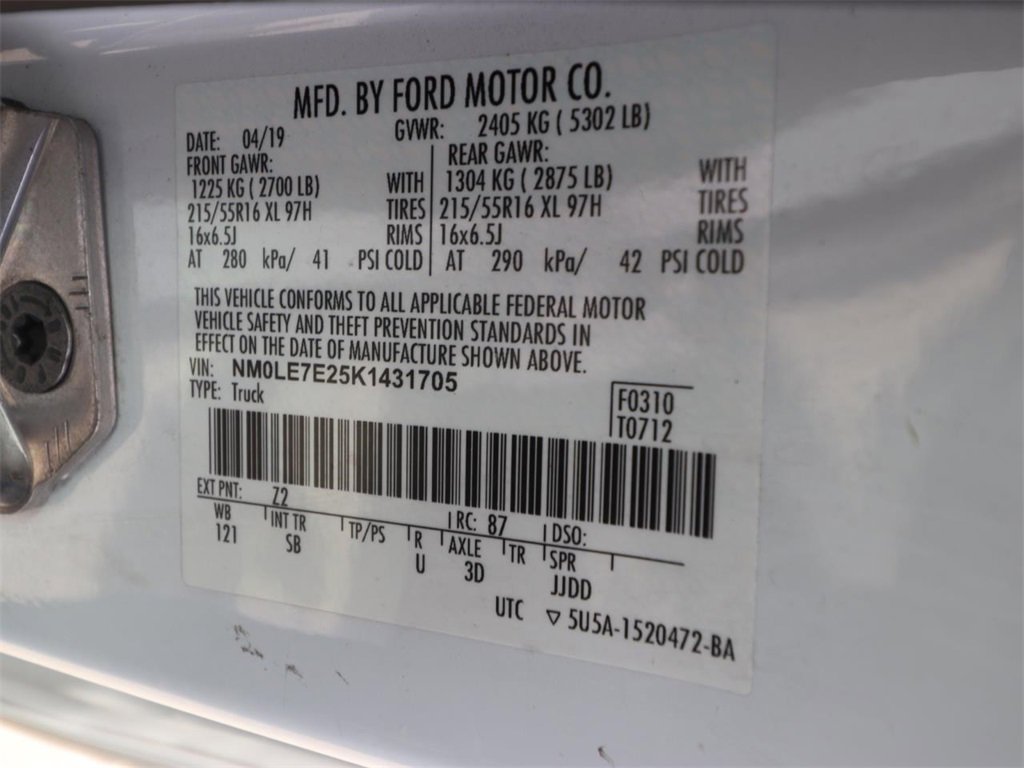 MFD. BY FORD MOTOR CO.
DATE: 04/19 GVWR: 2405 KG ( 5302 LB)
FRONT GAWR: REAR GAWR:
1225 KG ( 2700 LB) WITH 1304 KG ( 2875 LB) WITH
215/55R16 XL 97H TIRES 215/55R16 XL 97H TIRES
16x6.5J RIMS 16x6.5J RIMS
AT 280 kPa/ 41 PSI COLD AT 290 kPa/ 42 PSI COLD
THIS VEHICLE CONFORMS TO ALL APPLICABLE FEDERAL MOTOR
VEHICLE SAFETY AND THEFT PREVENTION STANDARDS IN
EFFECT ON THE DATE OF MANUFACTURE SHOWN ABOVE.
VIN: NM0LE7E25K1431705
TYPE: Truck
F0310
T0712
EXT PNT: Z2 RC: 87 DSO:
WB INT TR TP/PS R AXLE TR SPR
121 SB U 3D JJDD
UTC ▽ 5U5A-1520472-BA